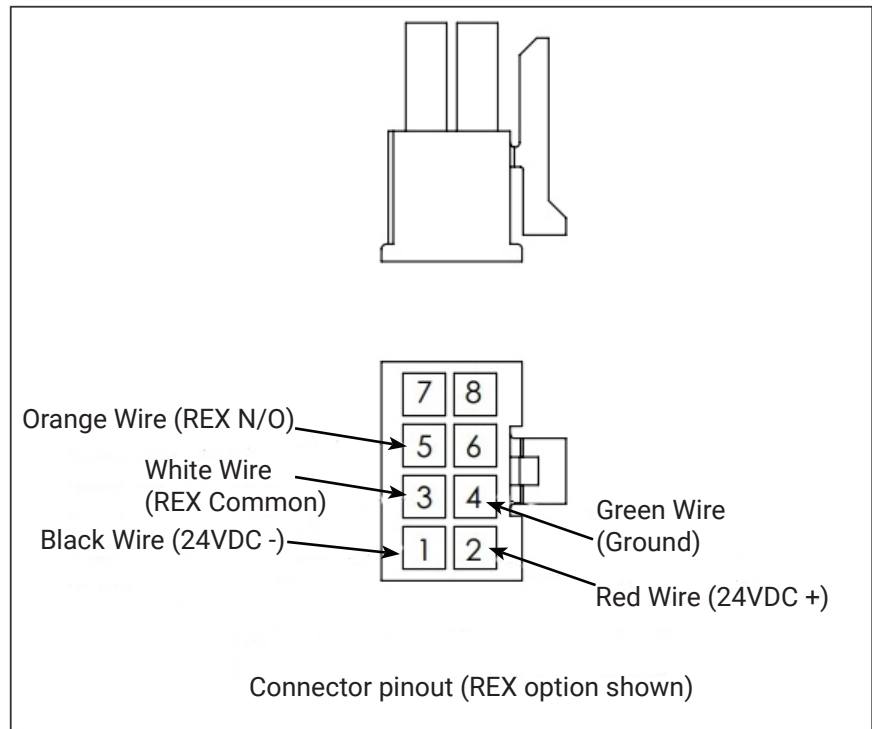 7 8
Orange Wire (REX N/O)
5 6
White Wire
(REX Common)
3 4
Green Wire
(Ground)
Black Wire (24VDC -)
1 2
Red Wire (24VDC +)
Connector pinout (REX option shown)